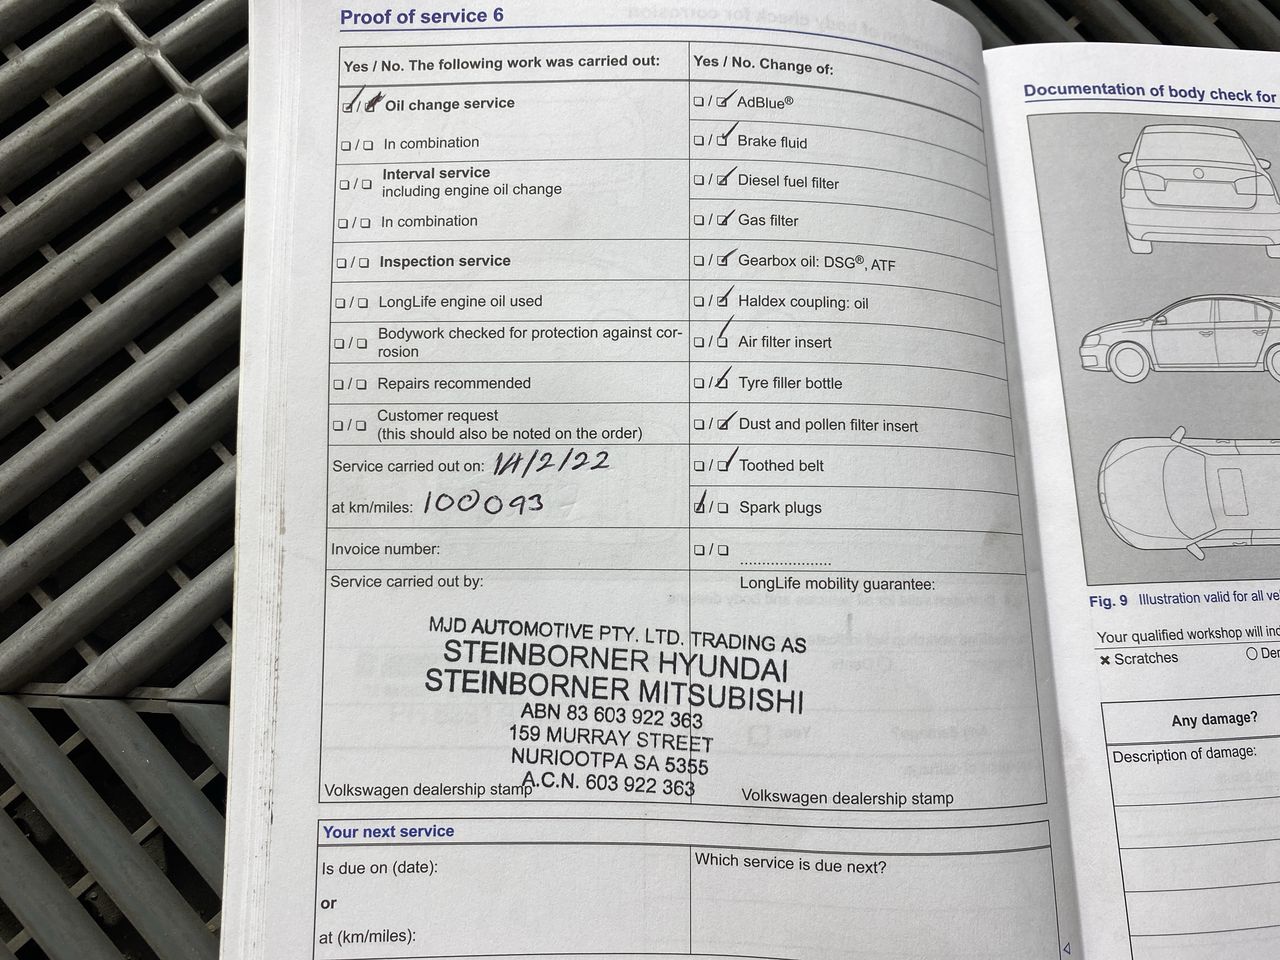 Proof of service 6
Yes / No. The following work was carried out:
Oil change service
In combination
Interval service
including engine oil change
In combination
Inspection service
LongLife engine oil used
Bodywork checked for protection against cor-
rosion
Repairs recommended
Customer request
(this should also be noted on the order)
Service carried out on: 14/2/22
at km/miles: 100093
Invoice number:
Service carried out by:
Yes / No. Change of:
AdBlue®
Brake fluid
Diesel fuel filter
Gas filter
Gearbox oil: DSG®, ATF
Haldex coupling: oil
Air filter insert
Tyre filler bottle
Dust and pollen filter insert
Toothed belt
Spark plugs
LongLife mobility guarantee:
MJD AUTOMOTIVE PTY. LTD. TRADING AS
STEINBORNER HYUNDAI
STEINBORNER MITSUBISHI
ABN 83 603 922 363
159 MURRAY STREET
NURIOOTPA SA 5355
A.C.N. 603 922 363
Volkswagen dealership stamp
Volkswagen dealership stamp
Your next service
Is due on (date):
or
at (km/miles):
Which service is due next?
Documentation of body check for
Fig. 9 Illustration valid for all
Your qualified workshop will
Scratches
Any damage?
Description of damage: